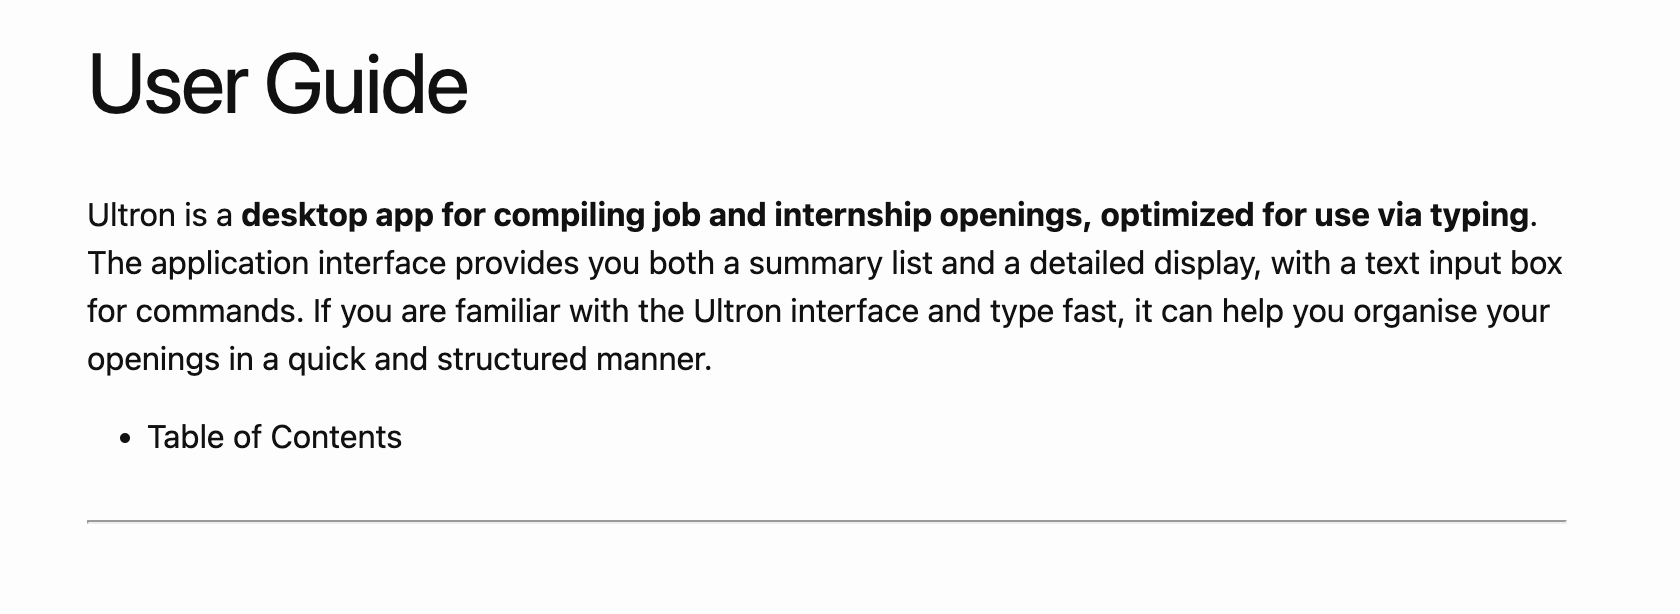 User Guide
Ultron is a desktop app for compiling job and internship openings, optimized for use via typing.
The application interface provides you both a summary list and a detailed display, with a text input box
for commands. If you are familiar with the Ultron interface and type fast, it can help you organise your
openings in a quick and structured manner.
• Table of Contents